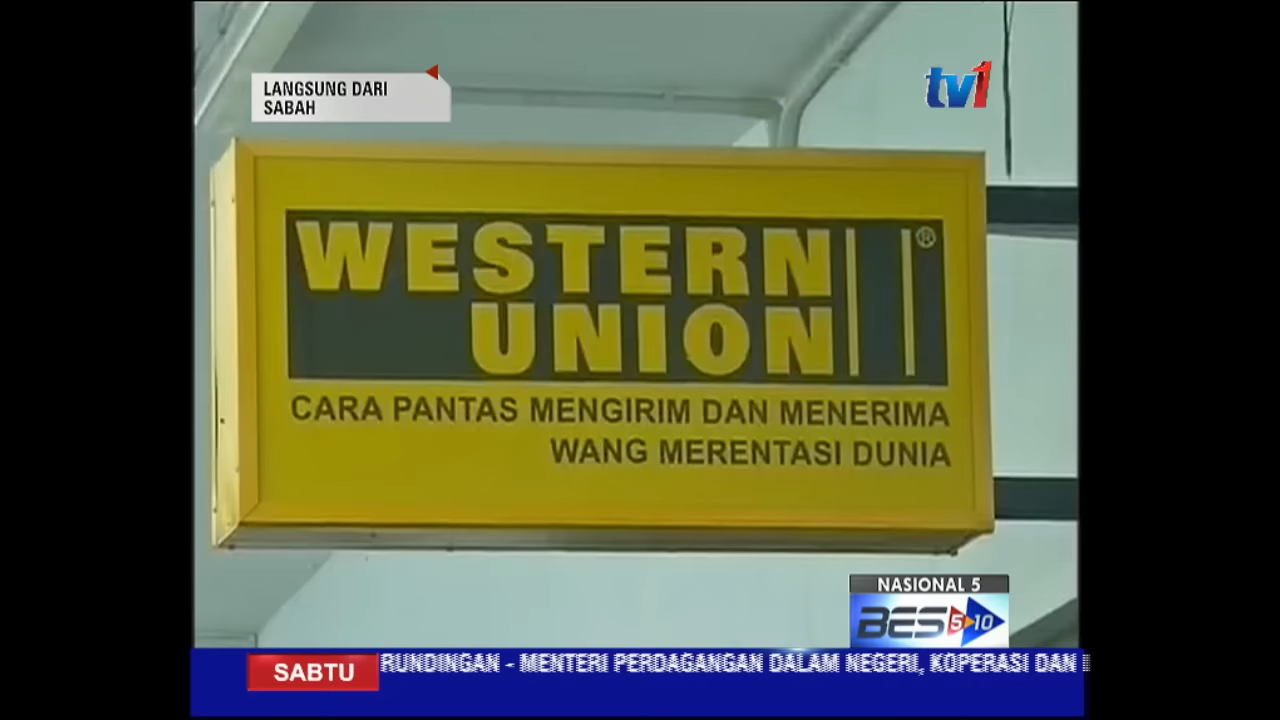 LANGSUNG DARI
SABAH
tv1
WESTERN
UNION ®
CARA PANTAS MENGIRIM DAN MENERIMA
WANG MERENTASI DUNIA
NASIONAL 5
BES 5 10
SABTU
RUNDINGAN - MENTERI PERDAGANGAN DALAM NEGERI, KOPERASI DAN